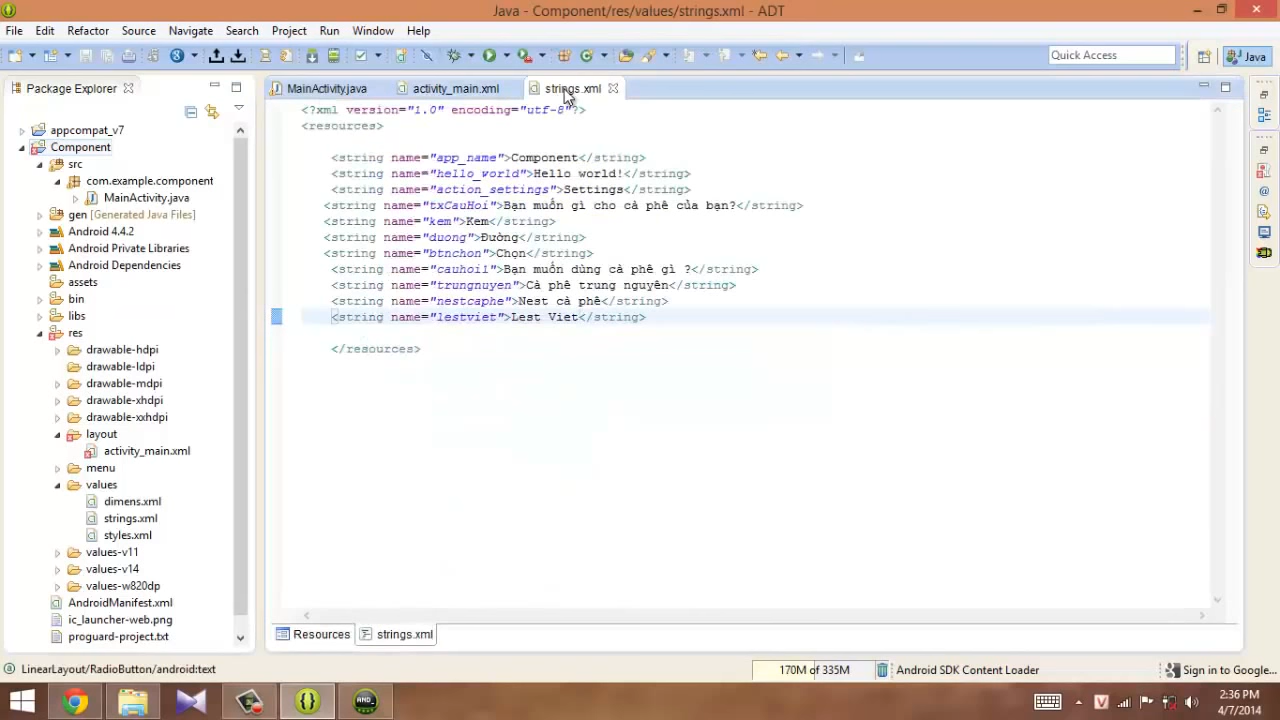 Java - Component/res/values/strings.xml - ADT
File Edit Refactor Source Navigate Search Project Run Window Help
Quick Access
Java
Package Explorer
MainActivity.java
activity_main.xml
strings.xml
appcompat_v7
Component
src
com.example.component
MainActivity.java
gen [Generated Java Files]
Android 4.4.2
Android Private Libraries
Android Dependencies
assets
bin
libs
res
drawable-hdpi
drawable-ldpi
drawable-mdpi
drawable-xhdpi
drawable-xxhdpi
layout
activity_main.xml
menu
values
dimens.xml
strings.xml
styles.xml
values-v11
values-v14
values-w820dp
AndroidManifest.xml
ic_launcher-web.png
proguard-project.txt
<?xml version="1.0" encoding="utf-8"?>
<resources>
<string name="app_name">Component</string>
<string name="hello_world">Hello world!</string>
<string name="action_settings">Settings</string>
<string name="txCauHoi">Bạn muốn gì cho cà phê của bạn?</string>
<string name="kem">Kem</string>
<string name="duong">Đường</string>
<string name="btnchon">Chọn</string>
<string name="cauhoi1">Bạn muốn dùng cà phê gì ?</string>
<string name="trungnuyen">Cà phê trung nguyên</string>
<string name="nestcaphe">Nest cà phê</string>
<string name="lestviet">Lest Viet</string>
</resources>
Resources
strings.xml
LinearLayout/RadioButton/android:text
170M of 335M
Android SDK Content Loader
Sign in to Google...
2:36 PM
4/7/2014